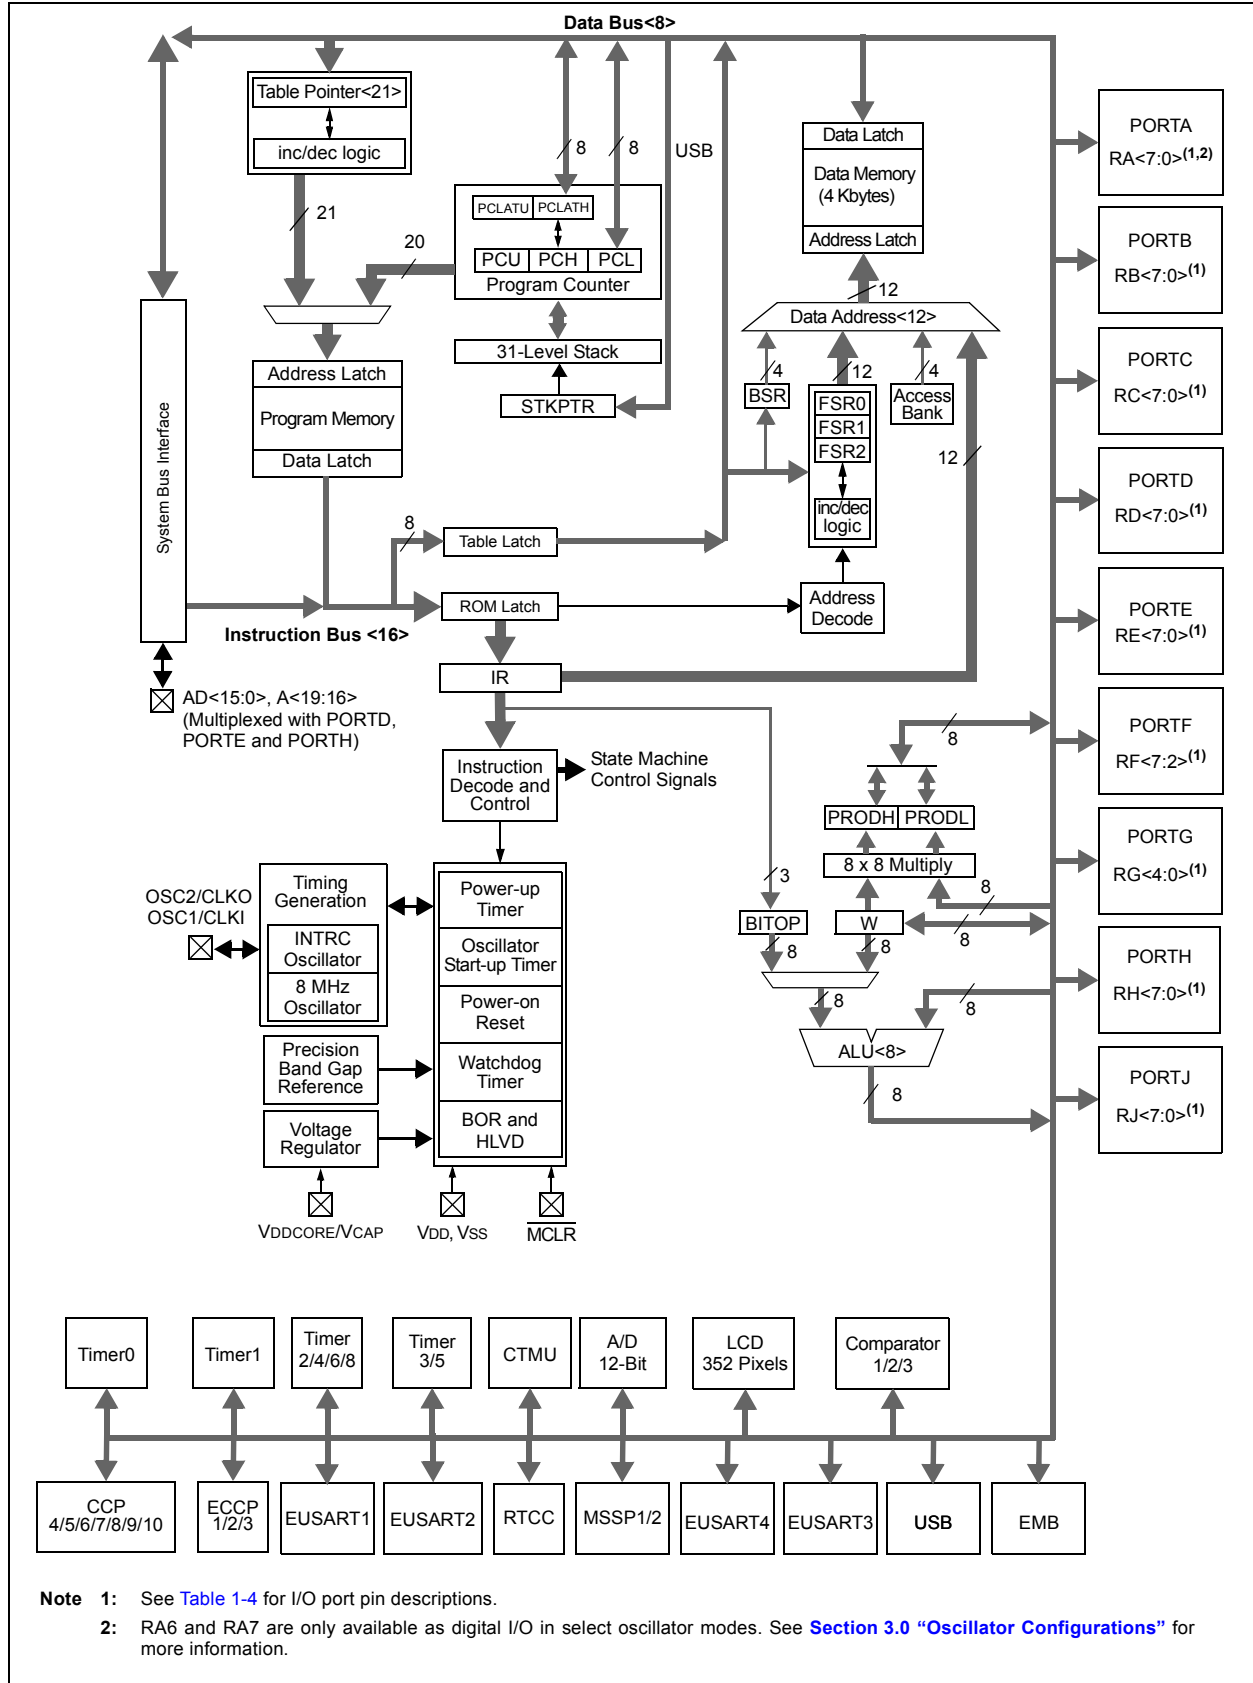 Data Bus<8>
Table Pointer<21>
inc/dec logic
21
20
8
8
USB
PCLATU
PCLATH
PCU
PCH
PCL
Program Counter
31-Level Stack
STKPTR
System Bus Interface
Address Latch
Program Memory
Data Latch
8
Table Latch
ROM Latch
Instruction Bus <16>
IR
AD<15:0>, A<19:16>
(Multiplexed with PORTD,
PORTE and PORTH)
Data Latch
Data Memory
(4 Kbytes)
Address Latch
12
Data Address<12>
4
12
4
BSR
FSR0
FSR1
FSR2
inc/dec
logic
Access
Bank
12
Address
Decode
Instruction
Decode and
Control
State Machine
Control Signals
8
PRODH
PRODL
8 x 8 Multiply
3
8
BITOP
W
8
8
8
8
8
ALU<8>
8
OSC2/CLKO
OSC1/CLKI
Timing
Generation
INTRC
Oscillator
8 MHz
Oscillator
Precision
Band Gap
Reference
Voltage
Regulator
Power-up
Timer
Oscillator
Start-up Timer
Power-on
Reset
Watchdog
Timer
BOR and
HLVD
VDDCORE/VCAP
VDD, VSS
MCLR
PORTA
RA<7:0>(1,2)
PORTB
RB<7:0>(1)
PORTC
RC<7:0>(1)
PORTD
RD<7:0>(1)
PORTE
RE<7:0>(1)
PORTF
RF<7:2>(1)
PORTG
RG<4:0>(1)
PORTH
RH<7:0>(1)
PORTJ
RJ<7:0>(1)
Timer0
Timer1
Timer
2/4/6/8
Timer
3/5
CTMU
A/D
12-Bit
LCD
352 Pixels
Comparator
1/2/3
CCP
4/5/6/7/8/9/10
ECCP
1/2/3
EUSART1
EUSART2
RTCC
MSSP1/2
EUSART4
EUSART3
USB
EMB
Note 1: See Table 1-4 for I/O port pin descriptions.
2: RA6 and RA7 are only available as digital I/O in select oscillator modes. See Section 3.0 “Oscillator Configurations” for
more information.